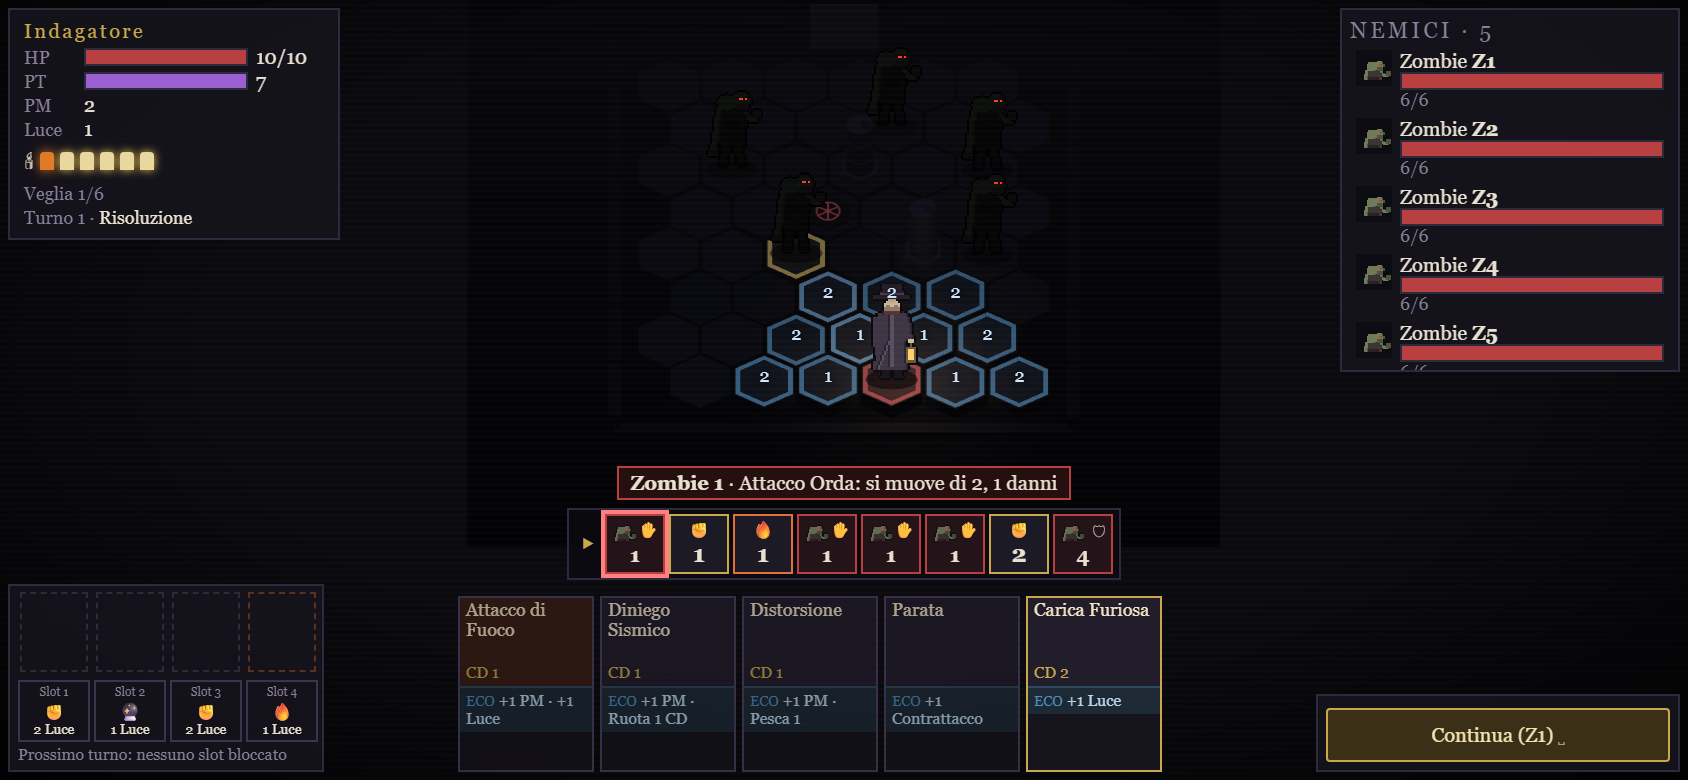 Indagatore
HP 10/10
PT 7
PM 2
Luce 1
Veglia 1/6
Turno 1 · Risoluzione
NEMICI · 5
Zombie Z1
6/6
Zombie Z2
6/6
Zombie Z3
6/6
Zombie Z4
6/6
Zombie Z5
2 2 2
2 1 1 2
2 1 1 2
Zombie 1 · Attacco Orda: si muove di 2, 1 danni
1 1 1 1 1 1 2 4
Attacco di
Fuoco
CD 1
ECO +1 PM · +1
Luce
Diniego
Sismico
CD 1
ECO +1 PM ·
Ruota 1 CD
Distorsione
CD 1
ECO +1 PM ·
Pesca 1
Parata
ECO +1
Contrattacco
Carica Furiosa
CD 2
ECO +1 Luce
Slot 1
2 Luce
Slot 2
1 Luce
Slot 3
2 Luce
Slot 4
1 Luce
Prossimo turno: nessuno slot bloccato
Continua (Z1)